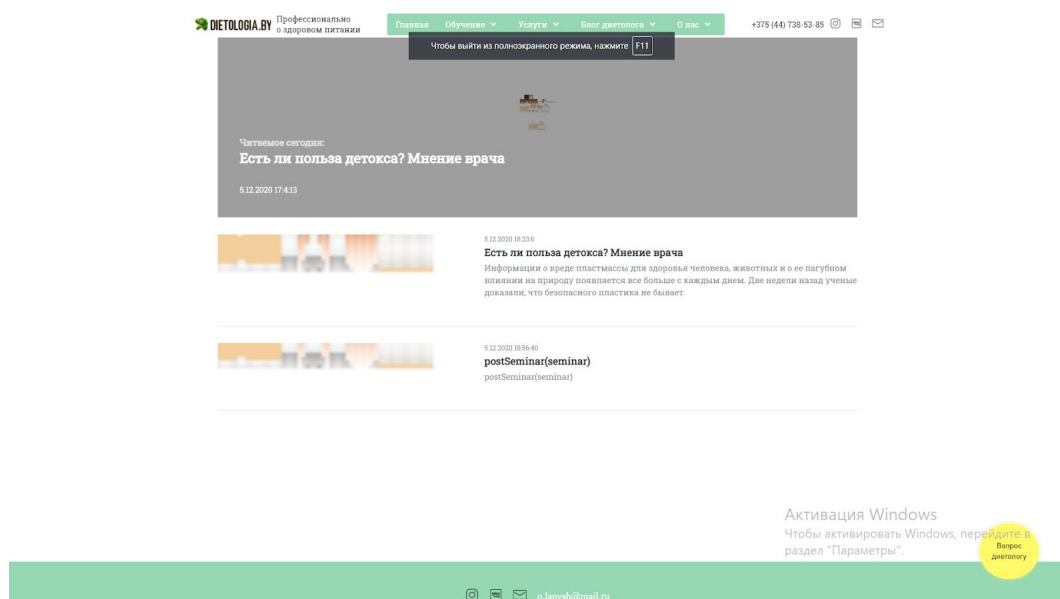 DIETOLOGIA.BY
Профессионально
о здоровом питании
Главная Обучение Услуги Блог диетолога О нас
+375 (44) 738-53-85
Чтобы выйти из полноэкранного режима, нажмите F11
Читаемое сегодня:
Есть ли польза детокса? Мнение врача
5.12.2020 17:4:13
5.12.2020 18:23:6
Есть ли польза детокса? Мнение врача
Информации о вреде пластмассы для здоровья человека, животных и о ее пагубном
влиянии на природу появляется все больше с каждым днем. Две недели назад ученые
доказали, что безопасного пластика не бывает.
5.12.2020 18:56:40
postSeminar(seminar)
postSeminar(seminar)
Активация Windows
Чтобы активировать Windows, перейдите в
раздел "Параметры".
Вопрос
диетологу